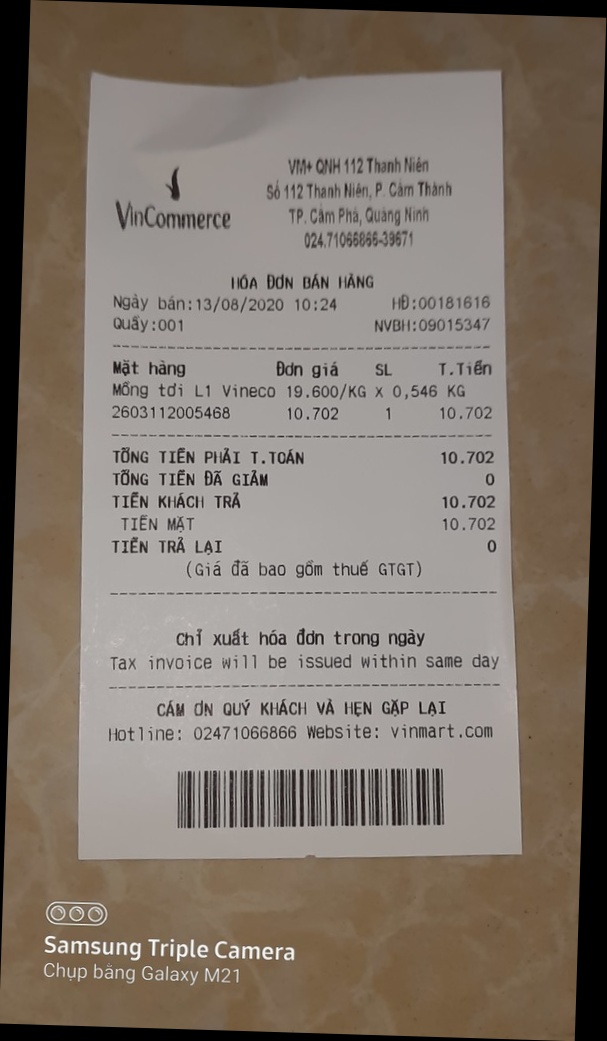 VinCommerce
VM+ QNH 112 Thanh Niên
Số 112 Thanh Niên, P. Cẩm Thành
TP. Cẩm Phả, Quảng Ninh
024.71066866-39671
HÓA ĐƠN BÁN HÀNG
Ngày bán:13/08/2020 10:24 HĐ:00181616
Quầy:001 NVBH:09015347
Mặt hàng Đơn giá SL T.Tiền
Mồng tơi L1 Vineco 19.600/KG X 0,546 KG
2603112005468 10.702 1 10.702
TỔNG TIỀN PHẢI T.TOÁN 10.702
TỔNG TIỀN ĐÃ GIẢM 0
TIỀN KHÁCH TRẢ 10.702
TIỀN MẶT 10.702
TIỀN TRẢ LẠI 0
(Giá đã bao gồm thuế GTGT)
Chỉ xuất hóa đơn trong ngày
Tax invoice will be issued within same day
CẢM ƠN QUÝ KHÁCH VÀ HẸN GẶP LẠI
Hotline: 02471066866 Website: vinmart.com
Samsung Triple Camera
Chụp bằng Galaxy M21